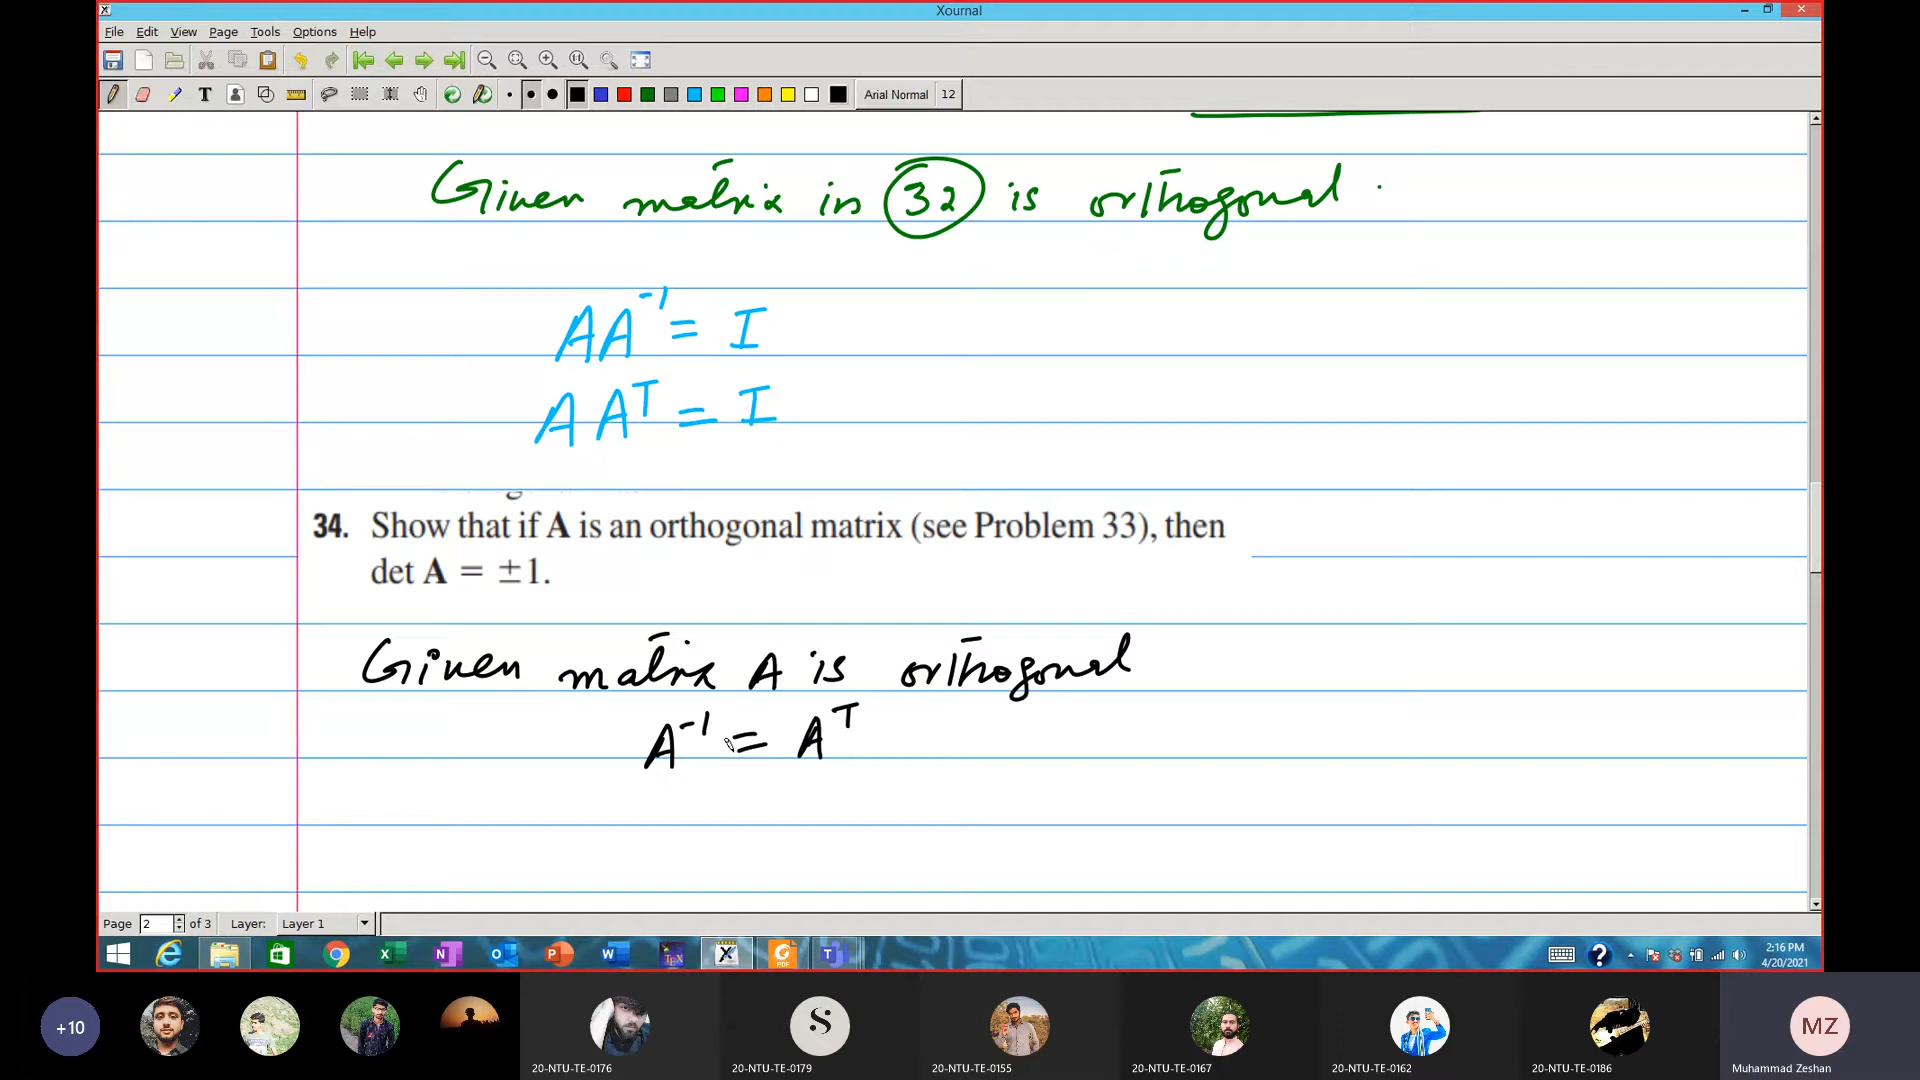 Xournal
File Edit View Page Tools Options Help
T Arial Normal 12
Given matrix in 32 is orthogonal.
AA⁻¹ = I
AAᵀ = I
34. Show that if A is an orthogonal matrix (see Problem 33), then
det A = ±1.
Given matrix A is orthogonal
A⁻¹ = Aᵀ
Page 2 of 3 Layer: Layer 1
2:16 PM
4/20/2021
+10 S MZ
20-NTU-TE-0176 20-NTU-TE-0179 20-NTU-TE-0155 20-NTU-TE-0167 20-NTU-TE-0162 20-NTU-TE-0186 Muhammad Zeshan